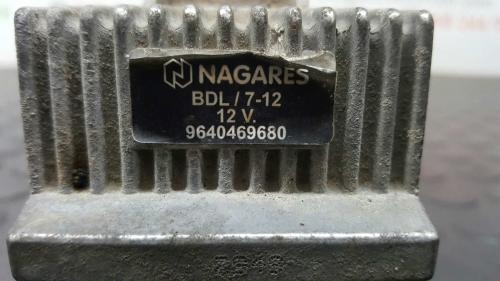 NAGARES
BDL / 7-12
12 V.
9640469680